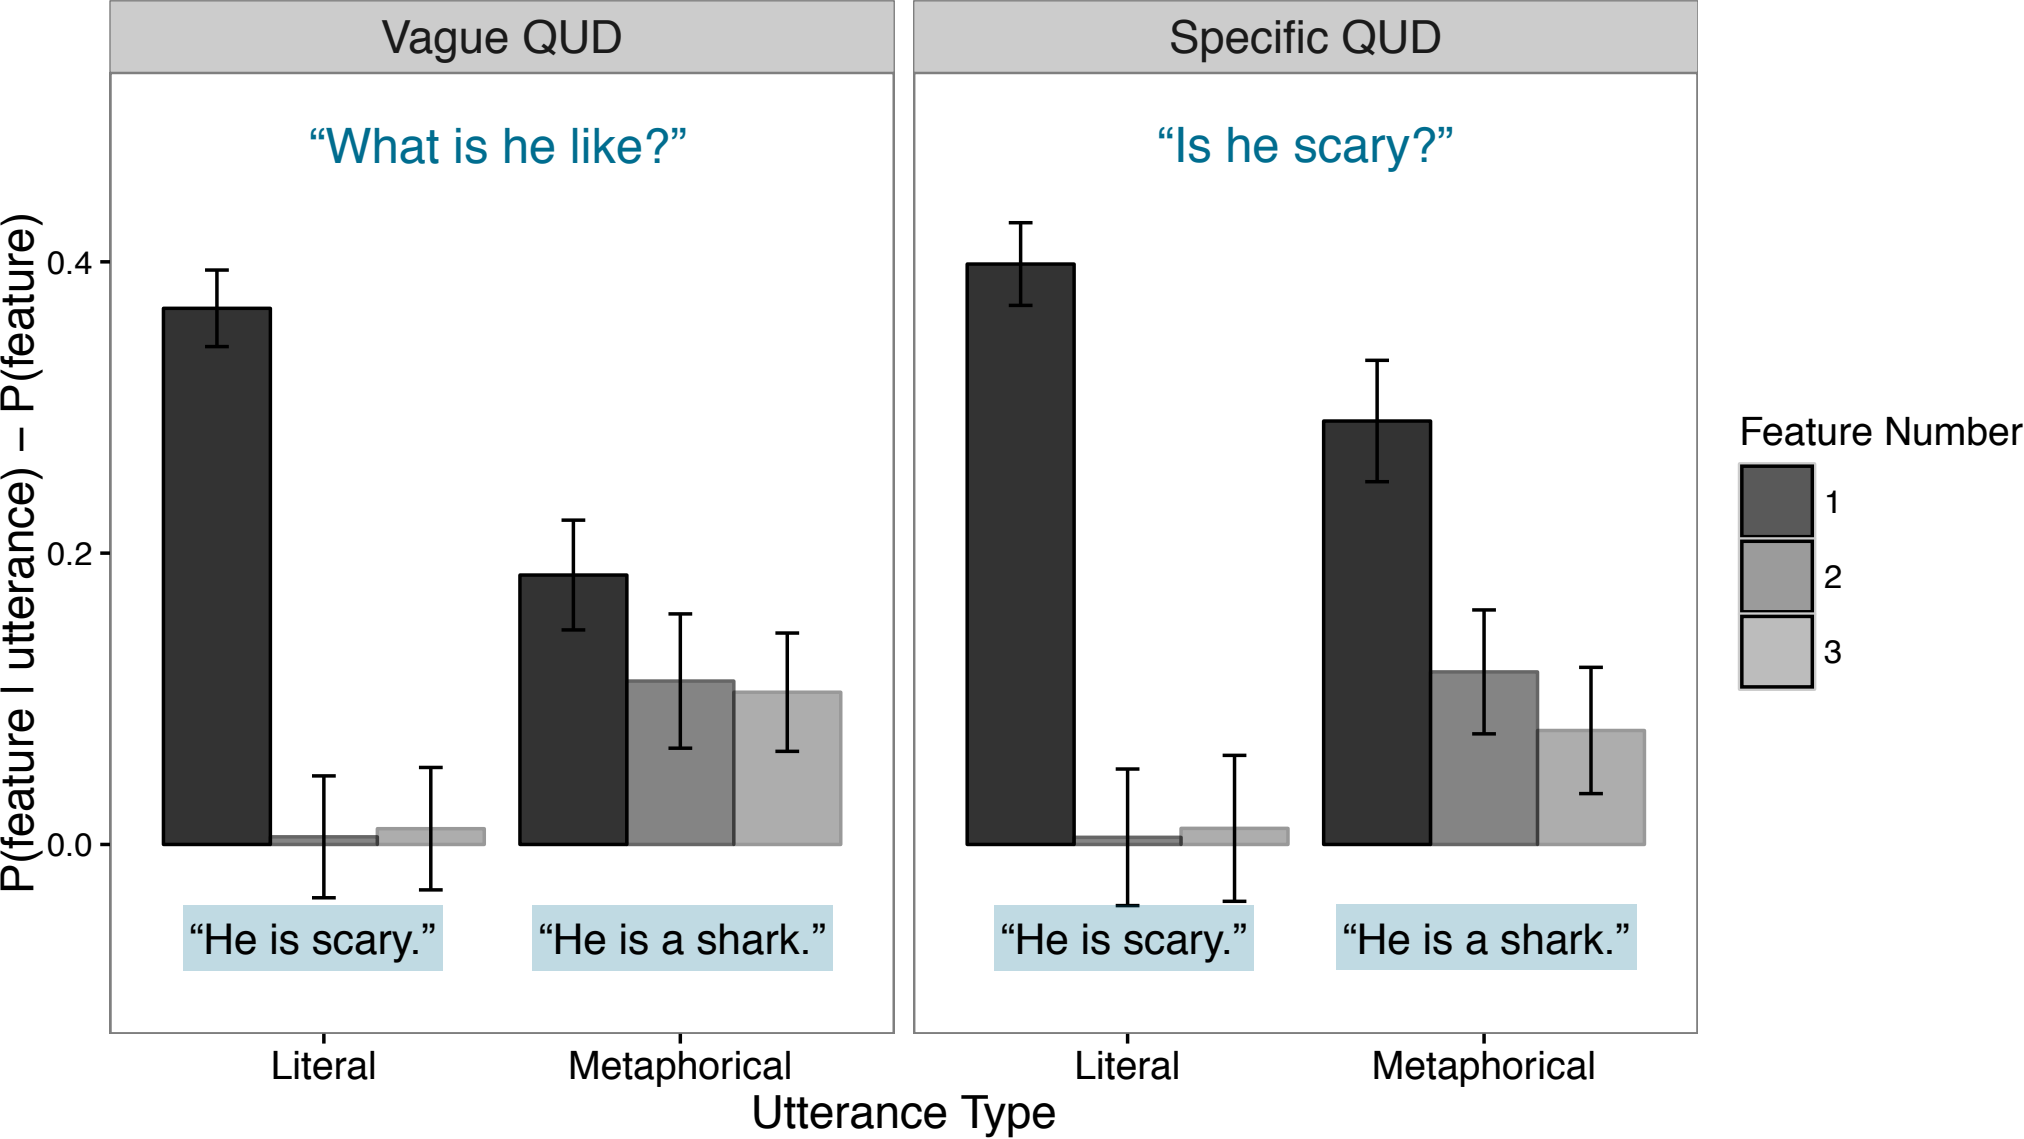 Vague QUD
Specific QUD
“What is he like?”
“Is he scary?”
P(feature | utterance) – P(feature)
0.4
0.2
0.0
“He is scary.”
“He is a shark.”
“He is scary.”
“He is a shark.”
Literal
Metaphorical
Literal
Metaphorical
Utterance Type
Feature Number
1
2
3